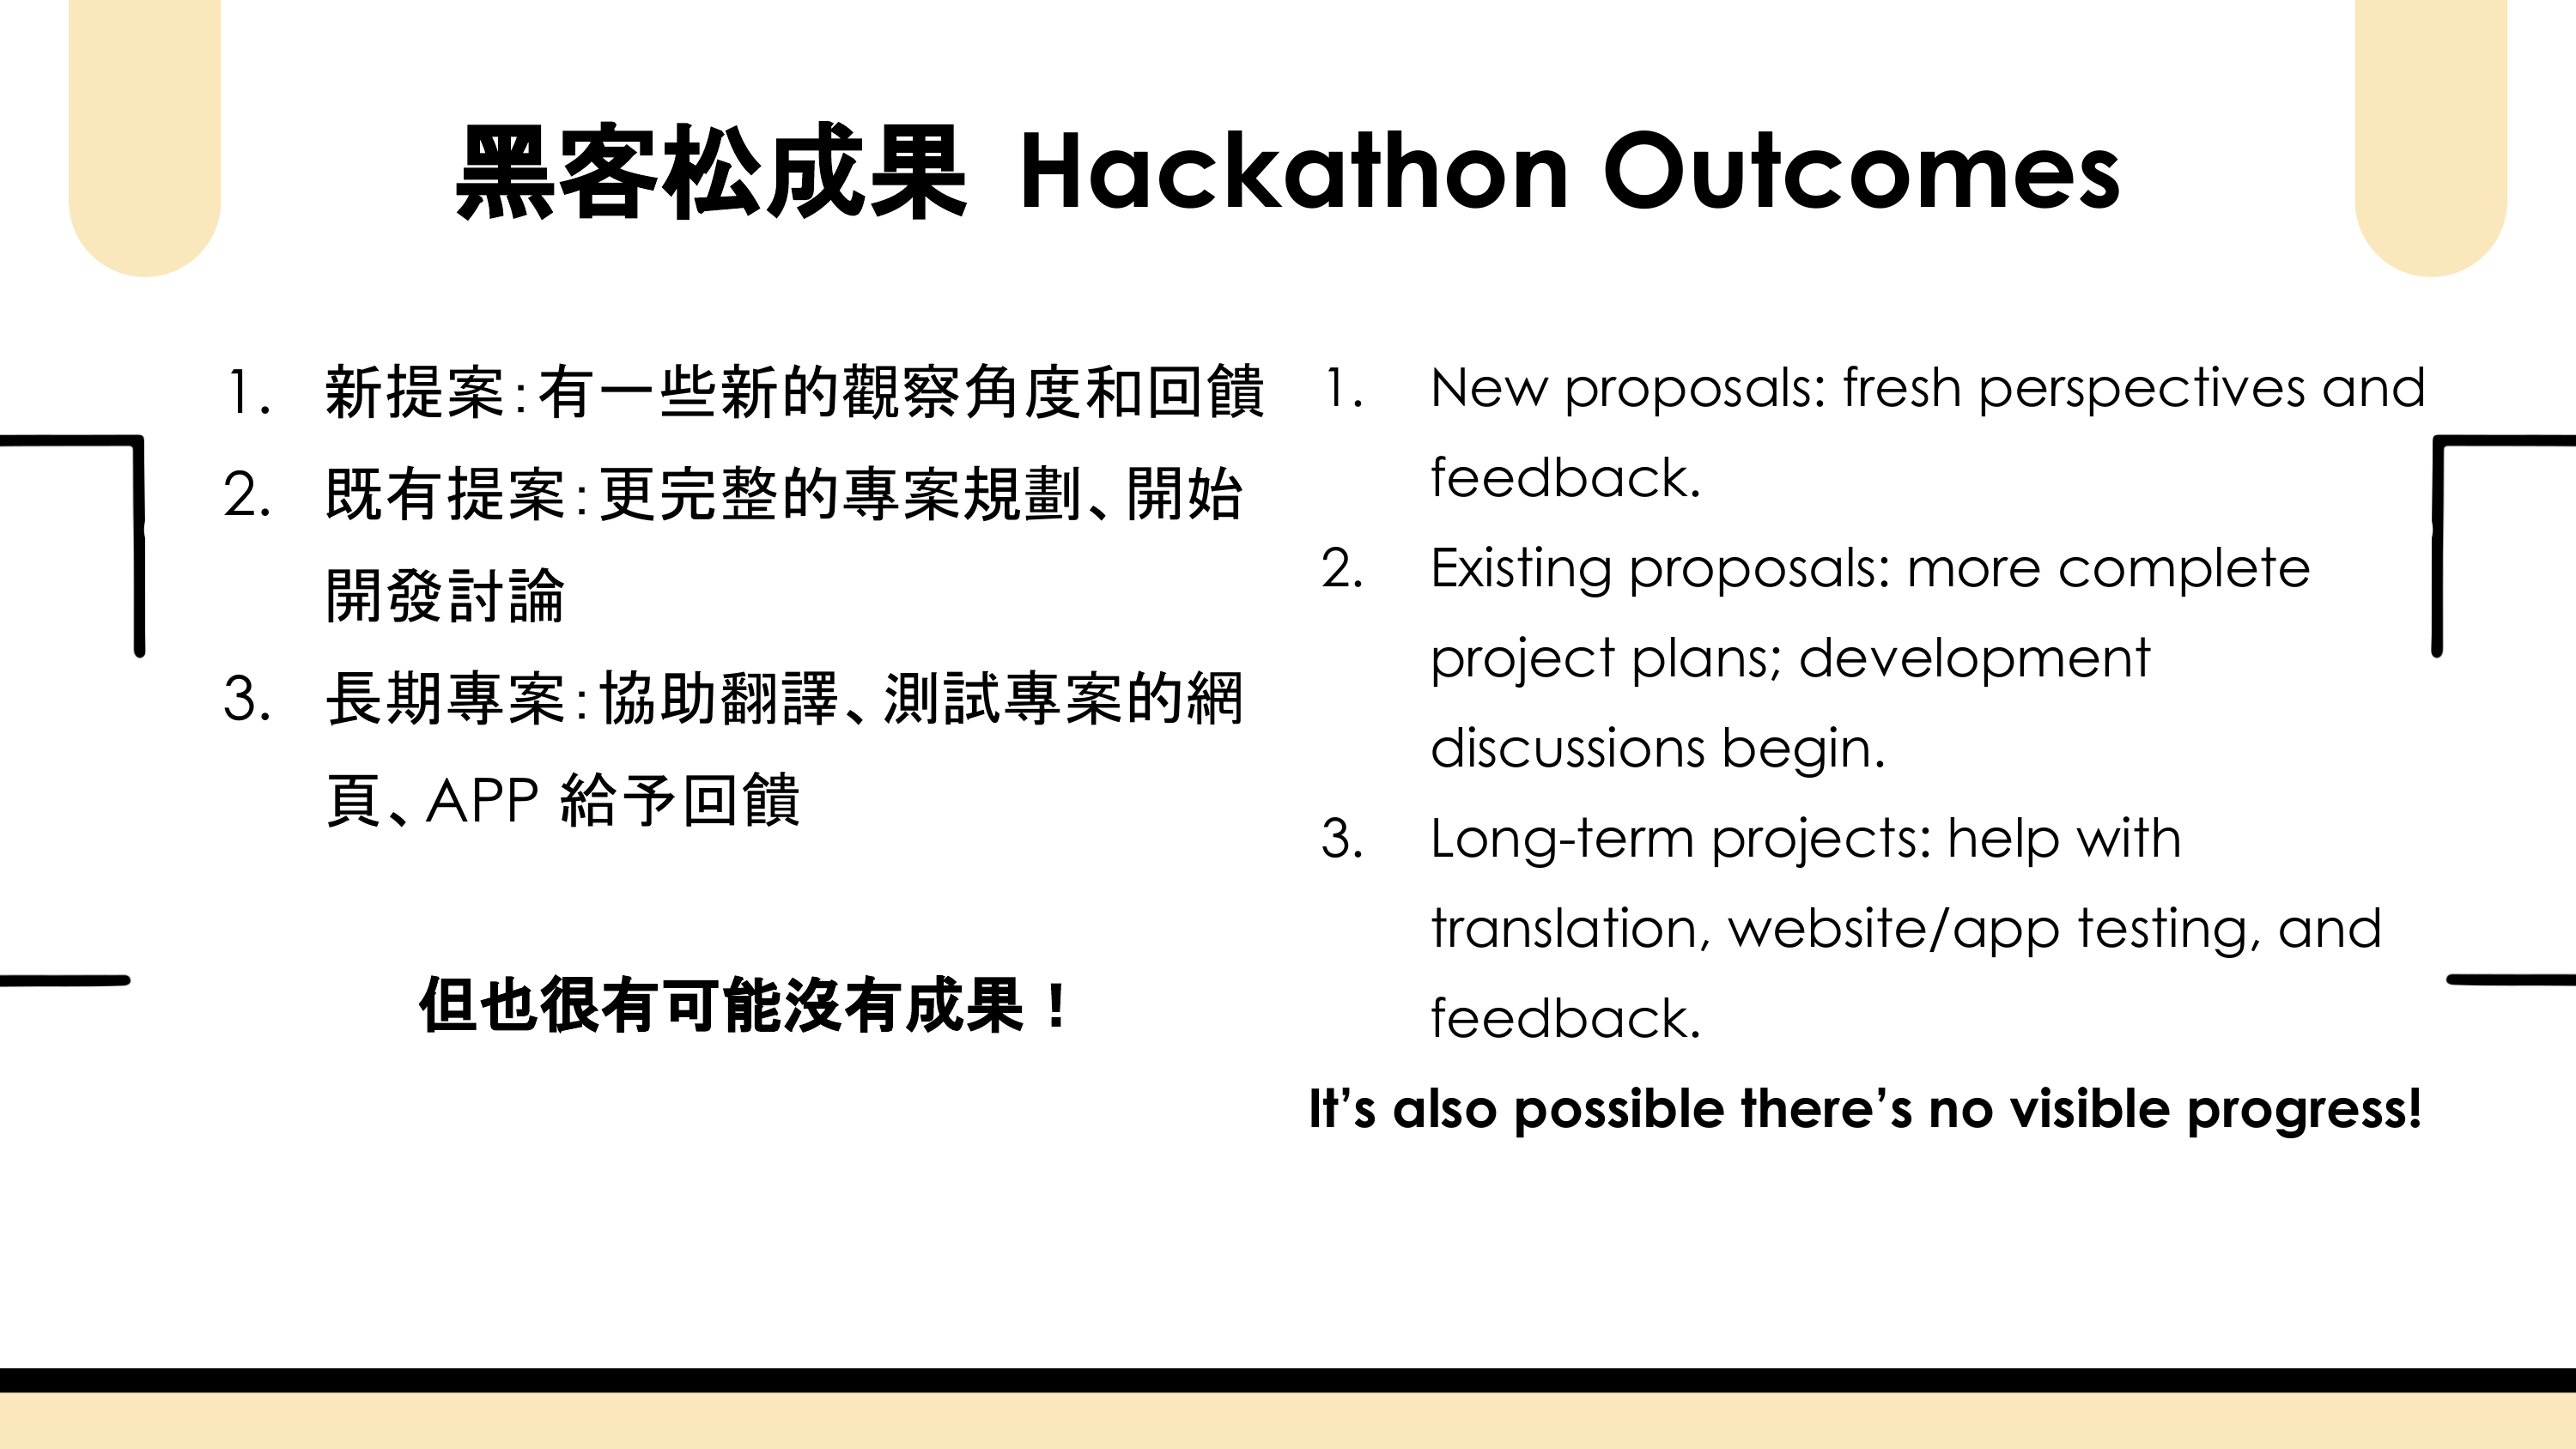 黑客松成果 Hackathon Outcomes
1. 新提案：有一些新的觀察角度和回饋
2. 既有提案：更完整的專案規劃、開始
開發討論
3. 長期專案：協助翻譯、測試專案的網
頁、APP 給予回饋
但也很有可能沒有成果！
1. New proposals: fresh perspectives and
feedback.
2. Existing proposals: more complete
project plans; development
discussions begin.
3. Long-term projects: help with
translation, website/app testing, and
feedback.
It’s also possible there’s no visible progress!